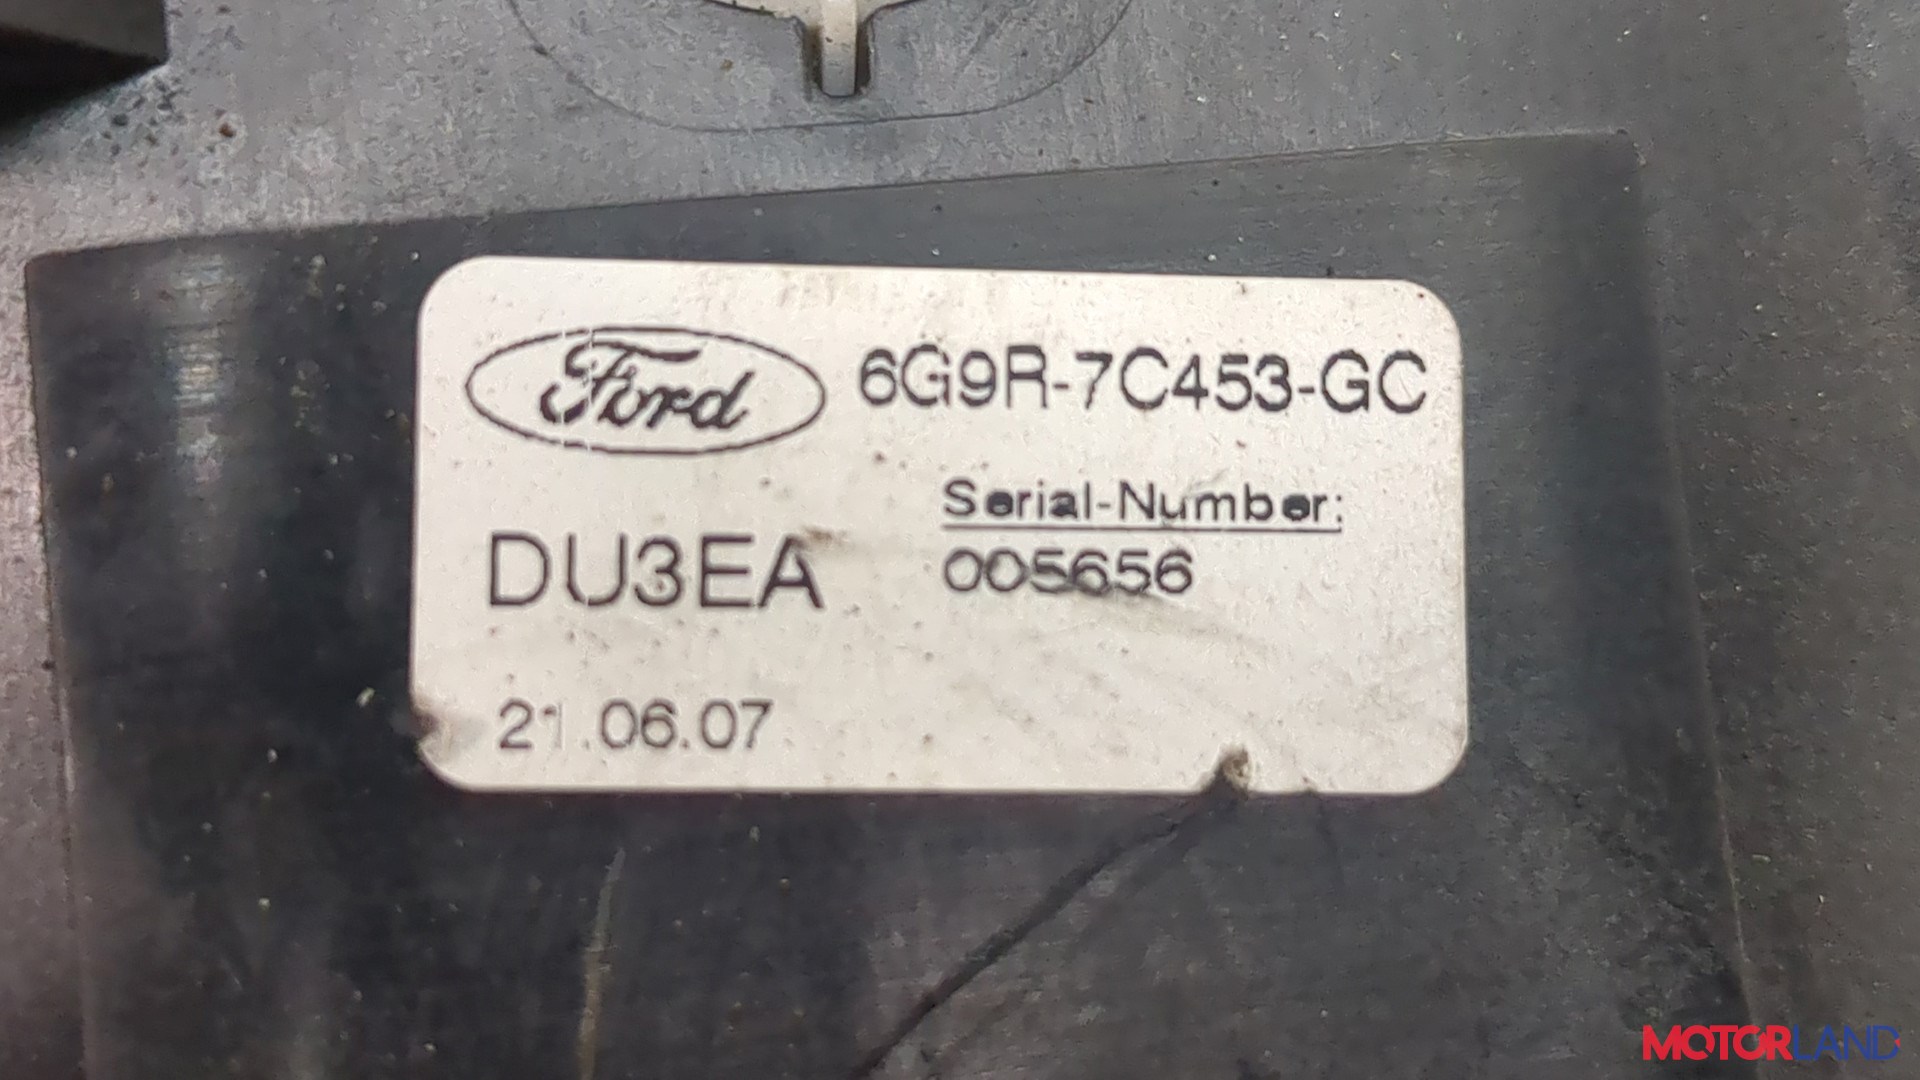 Ford 6G9R-7C453-GC
Serial-Number:
DU3EA 005656
21.06.07
MOTORLAND